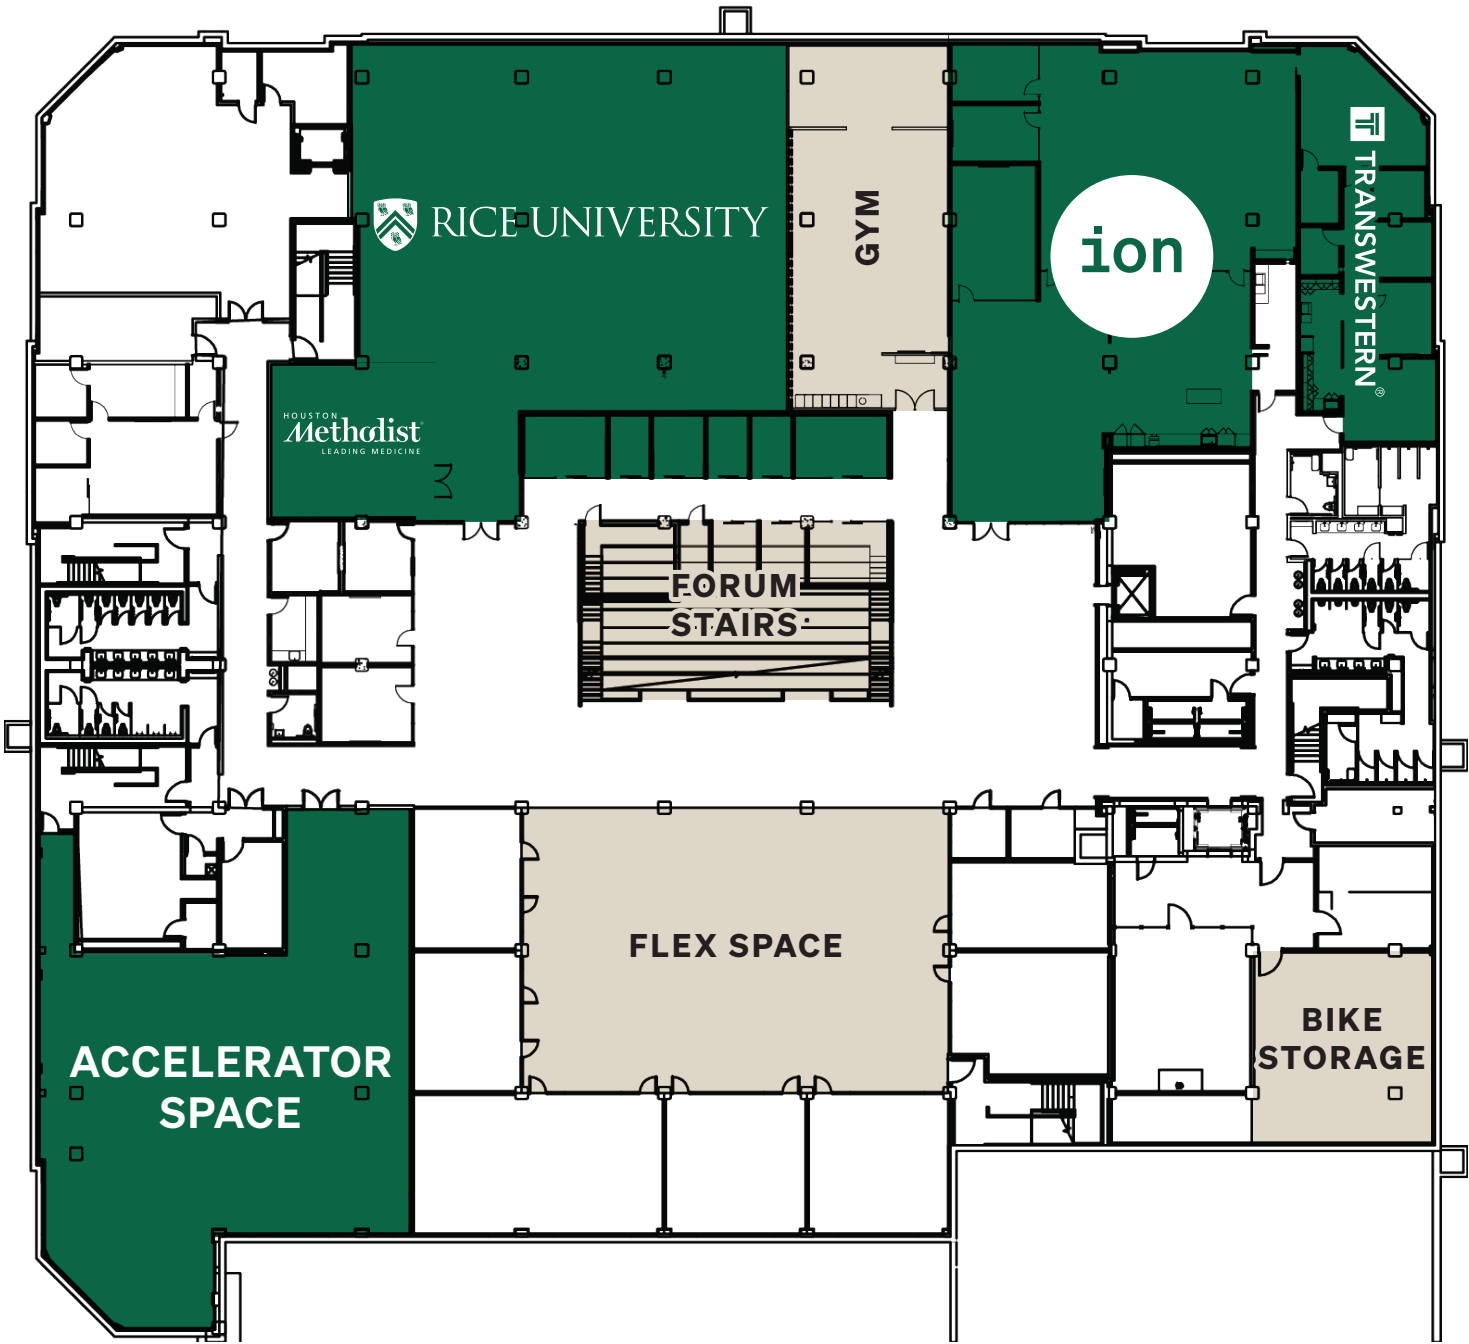 RICE UNIVERSITY
GYM
ion
TRANSWESTERN®
HOUSTON
Methodist®
LEADING MEDICINE
FORUM
STAIRS
FLEX SPACE
BIKE
STORAGE
ACCELERATOR
SPACE